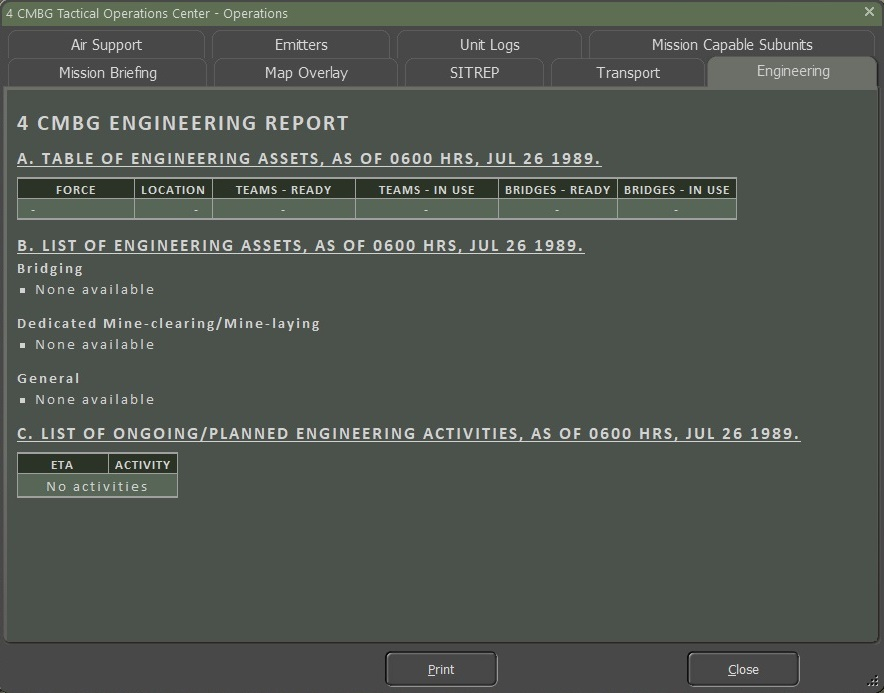 4 CMBG Tactical Operations Center - Operations
Air Support Emitters Unit Logs Mission Capable Subunits
Mission Briefing Map Overlay SITREP Transport Engineering
4 CMBG ENGINEERING REPORT
A. TABLE OF ENGINEERING ASSETS, AS OF 0600 HRS, JUL 26 1989.
FORCE LOCATION TEAMS - READY TEAMS - IN USE BRIDGES - READY BRIDGES - IN USE
- - - - - -
B. LIST OF ENGINEERING ASSETS, AS OF 0600 HRS, JUL 26 1989.
Bridging
▪ None available
Dedicated Mine-clearing/Mine-laying
▪ None available
General
▪ None available
C. LIST OF ONGOING/PLANNED ENGINEERING ACTIVITIES, AS OF 0600 HRS, JUL 26 1989.
ETA ACTIVITY
No activities
Print Close